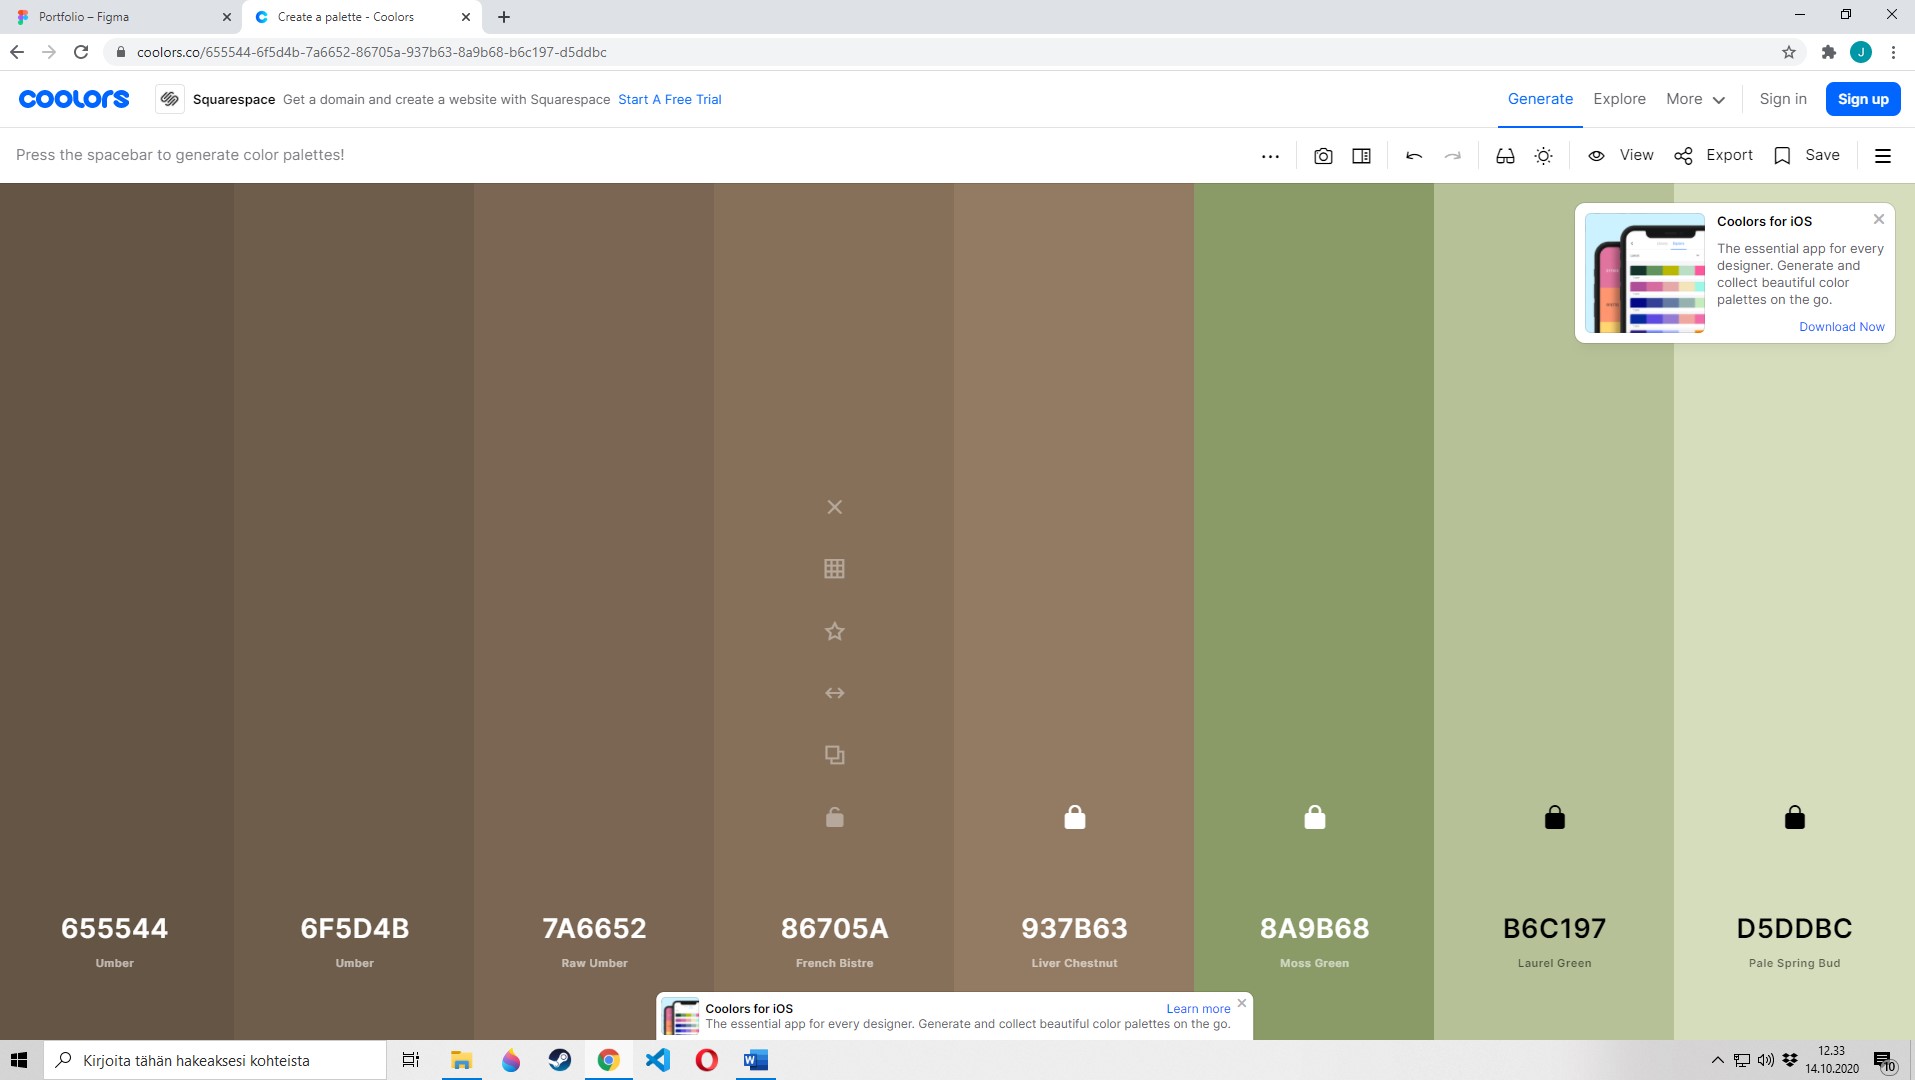 Portfolio – Figma
Create a palette - Coolors
coolors.co/655544-6f5d4b-7a6652-86705a-937b63-8a9b68-b6c197-d5ddbc
J
coolors
Squarespace Get a domain and create a website with Squarespace Start A Free Trial
Generate Explore More Sign in Sign up
Press the spacebar to generate color palettes!
View Export Save
Coolors for iOS
The essential app for every
designer. Generate and
collect beautiful color
palettes on the go.
Download Now
655544 6F5D4B 7A6652 86705A 937B63 8A9B68 B6C197 D5DDBC
Umber Umber Raw Umber French Bistre Liver Chestnut Moss Green Laurel Green Pale Spring Bud
Coolors for iOS Learn more
The essential app for every designer. Generate and collect beautiful color palettes on the go.
Kirjoita tähän hakeaksesi kohteista
12.33
14.10.2020
10